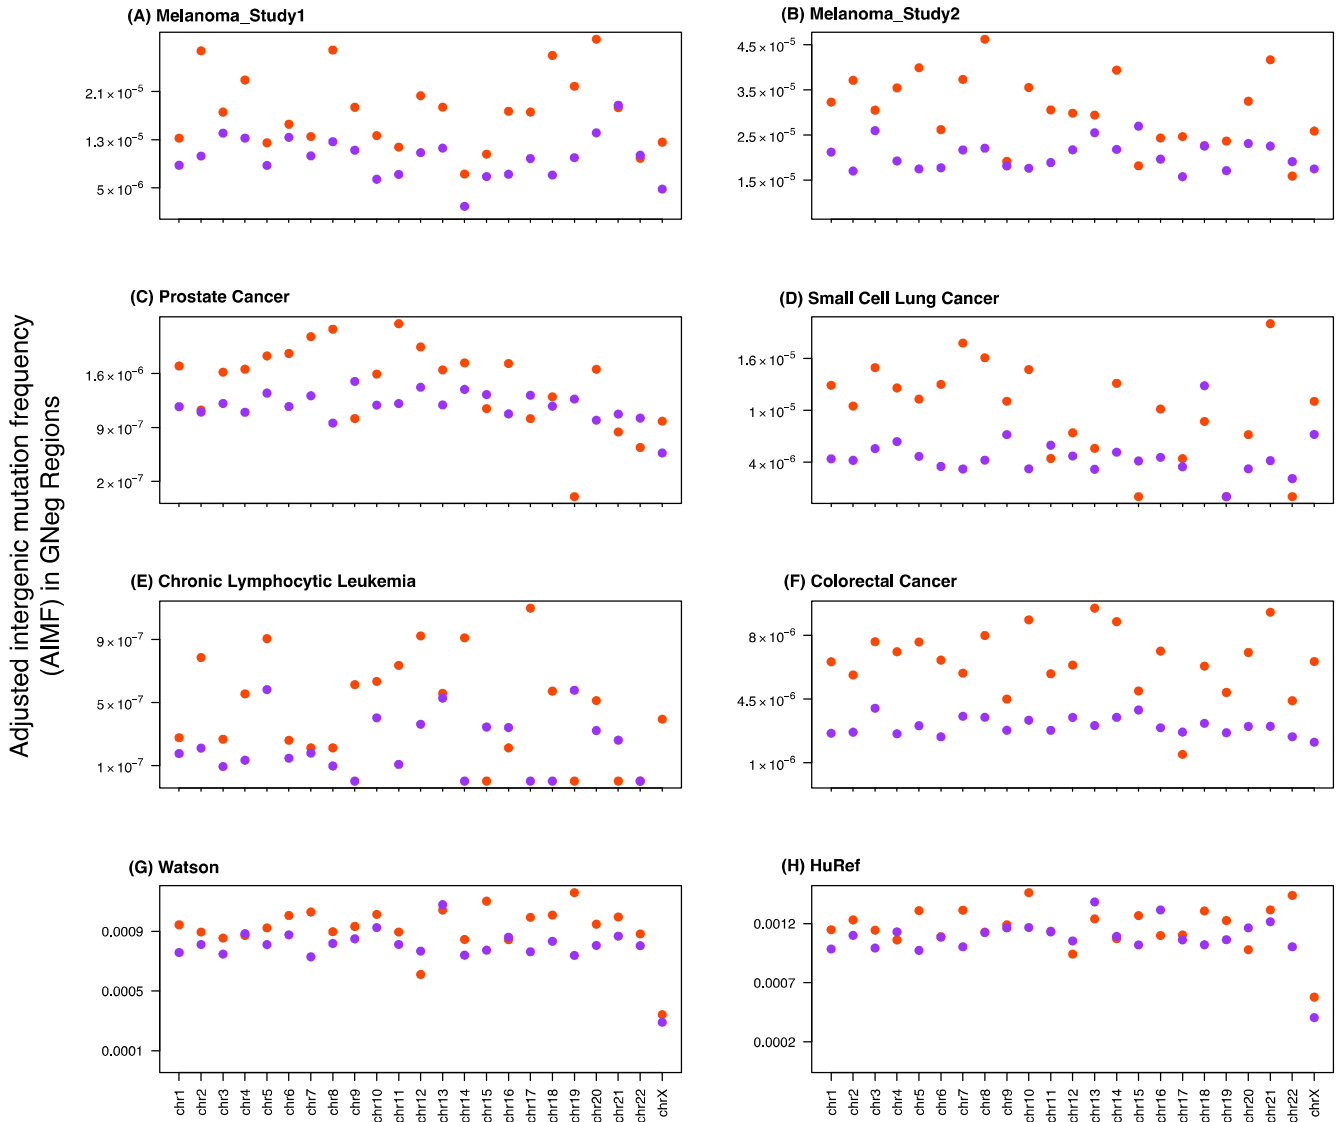 (A) Melanoma_Study1
2.1 × 10⁻⁵
1.3 × 10⁻⁵
5 × 10⁻⁶
(B) Melanoma_Study2
4.5 × 10⁻⁵
3.5 × 10⁻⁵
2.5 × 10⁻⁵
1.5 × 10⁻⁵
Adjusted intergenic mutation frequency
(AIMF) in GNeg Regions
(C) Prostate Cancer
1.6 × 10⁻⁶
9 × 10⁻⁷
2 × 10⁻⁷
(D) Small Cell Lung Cancer
1.6 × 10⁻⁵
1 × 10⁻⁵
4 × 10⁻⁶
(E) Chronic Lymphocytic Leukemia
9 × 10⁻⁷
5 × 10⁻⁷
1 × 10⁻⁷
(F) Colorectal Cancer
8 × 10⁻⁶
4.5 × 10⁻⁶
1 × 10⁻⁶
(G) Watson
0.0009
0.0005
0.0001
chr1
chr2
chr3
chr4
chr5
chr6
chr7
chr8
chr9
chr10
chr11
chr12
chr13
chr14
chr15
chr16
chr17
chr18
chr19
chr20
chr21
chr22
chrX
(H) HuRef
0.0012
0.0007
0.0002
chr1
chr2
chr3
chr4
chr5
chr6
chr7
chr8
chr9
chr10
chr11
chr12
chr13
chr14
chr15
chr16
chr17
chr18
chr19
chr20
chr21
chr22
chrX